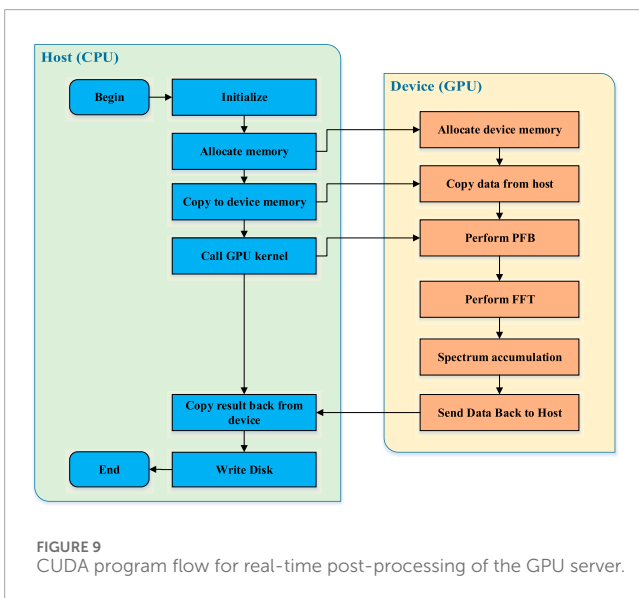 Host (CPU)
Begin
Initialize
Allocate memory
Copy to device memory
Call GPU kernel
Copy result back from
device
Write Disk
End
Device (GPU)
Allocate device memory
Copy data from host
Perform PFB
Perform FFT
Spectrum accumulation
Send Data Back to Host
FIGURE 9
CUDA program flow for real-time post-processing of the GPU server.